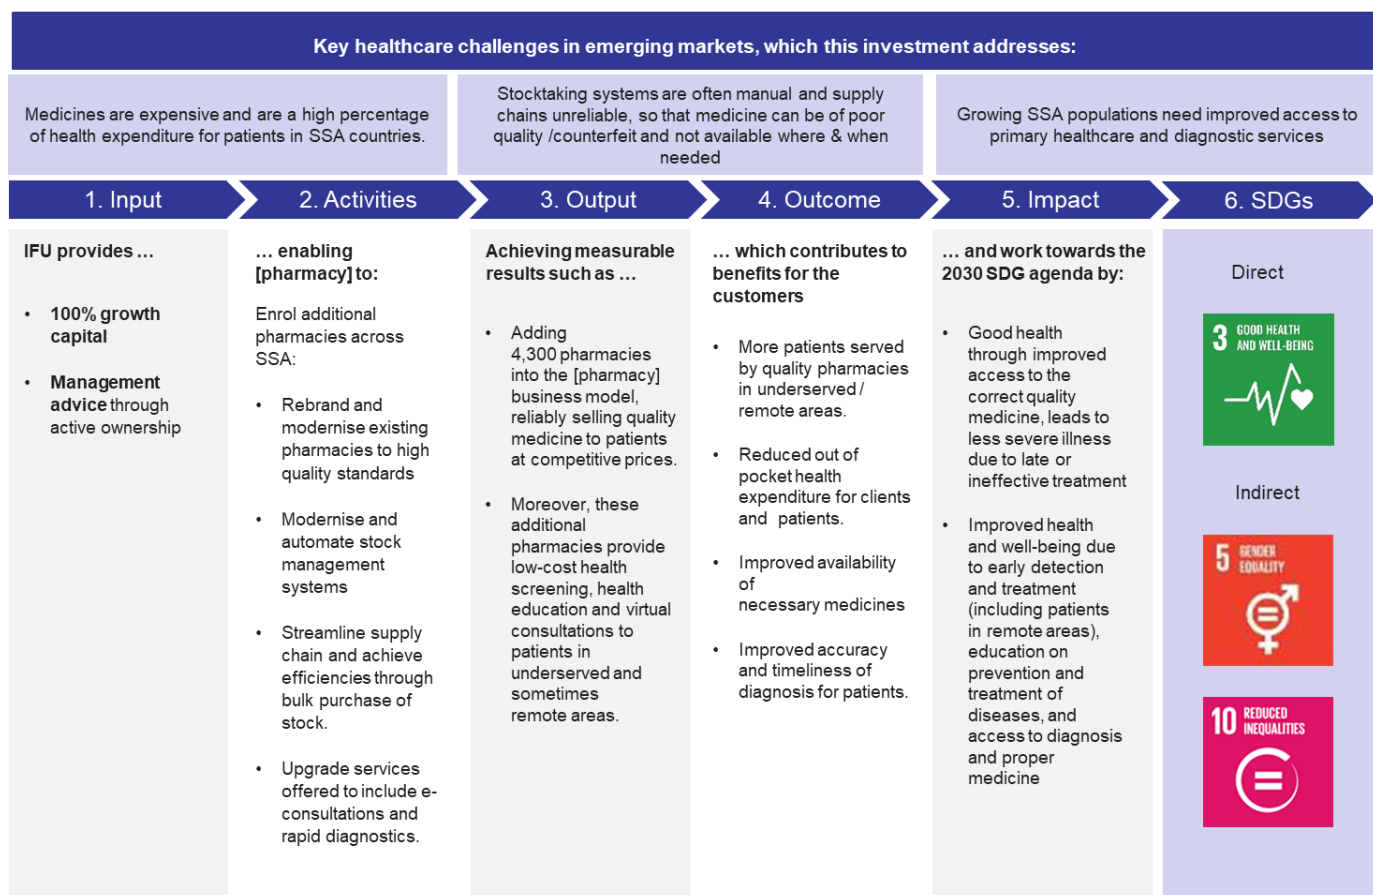 Key healthcare challenges in emerging markets, which this investment addresses:
Medicines are expensive and are a high percentage
of health expenditure for patients in SSA countries.
Stocktaking systems are often manual and supply
chains unreliable, so that medicine can be of poor
quality /counterfeit and not available where & when
needed
Growing SSA populations need improved access to
primary healthcare and diagnostic services
1. Input
2. Activities
3. Output
4. Outcome
5. Impact
6. SDGs
IFU provides …
• 100% growth
capital
• Management
advice through
active ownership
… enabling
[pharmacy] to:
Enrol additional
pharmacies across
SSA:
• Rebrand and
modernise existing
pharmacies to high
quality standards
• Modernise and
automate stock
management
systems
• Streamline supply
chain and achieve
efficiencies through
bulk purchase of
stock.
• Upgrade services
offered to include e-
consultations and
rapid diagnostics.
Achieving measurable
results such as …
• Adding
4,300 pharmacies
into the [pharmacy]
business model,
reliably selling quality
medicine to patients
at competitive prices.
• Moreover, these
additional
pharmacies provide
low-cost health
screening, health
education and virtual
consultations to
patients in
underserved and
sometimes
remote areas.
… which contributes to
benefits for the
customers
• More patients served
by quality pharmacies
in underserved /
remote areas.
• Reduced out of
pocket health
expenditure for clients
and patients.
• Improved availability
of
necessary medicines
• Improved accuracy
and timeliness of
diagnosis for patients.
… and work towards the
2030 SDG agenda by:
• Good health
through improved
access to the
correct quality
medicine, leads to
less severe illness
due to late or
ineffective treatment
• Improved health
and well-being due
to early detection
and treatment
(including patients
in remote areas),
education on
prevention and
treatment of
diseases, and
access to diagnosis
and proper
medicine
Direct
3 GOOD HEALTH
AND WELL-BEING
Indirect
5 GENDER
EQUALITY
10 REDUCED
INEQUALITIES